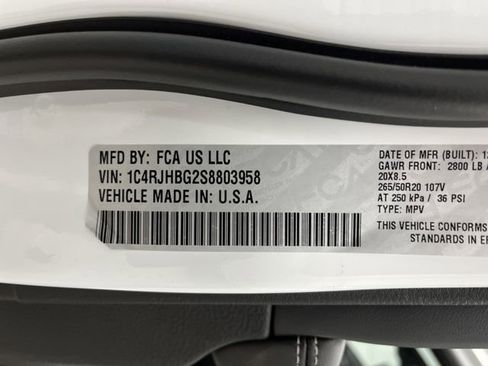 MFD BY: FCA US LLC
VIN: 1C4RJHBG2S8803958
VEHICLE MADE IN U.S.A.
DATE OF MFR (BUILT):
GAWR FRONT: 2800 LB
20X8.5
265/50R20 107V
AT 250 kPa / 36 PSI
TYPE: MPV
THIS VEHICLE CONFORMS
STANDARDS IN